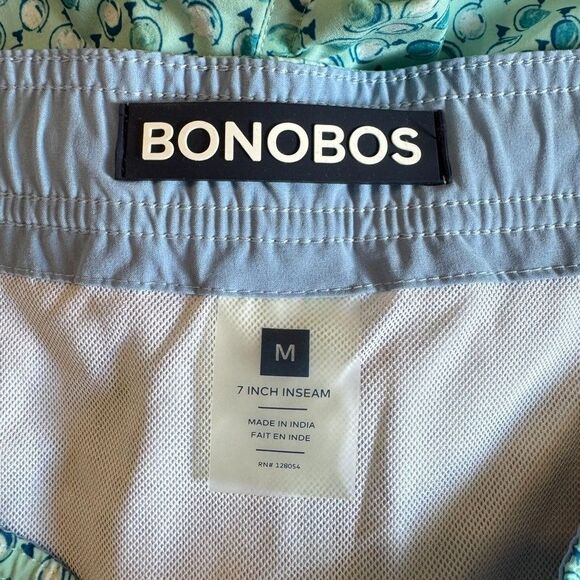 BONOBOS
M
7 INCH INSEAM
MADE IN INDIA
FAIT EN INDE
RN# 128054